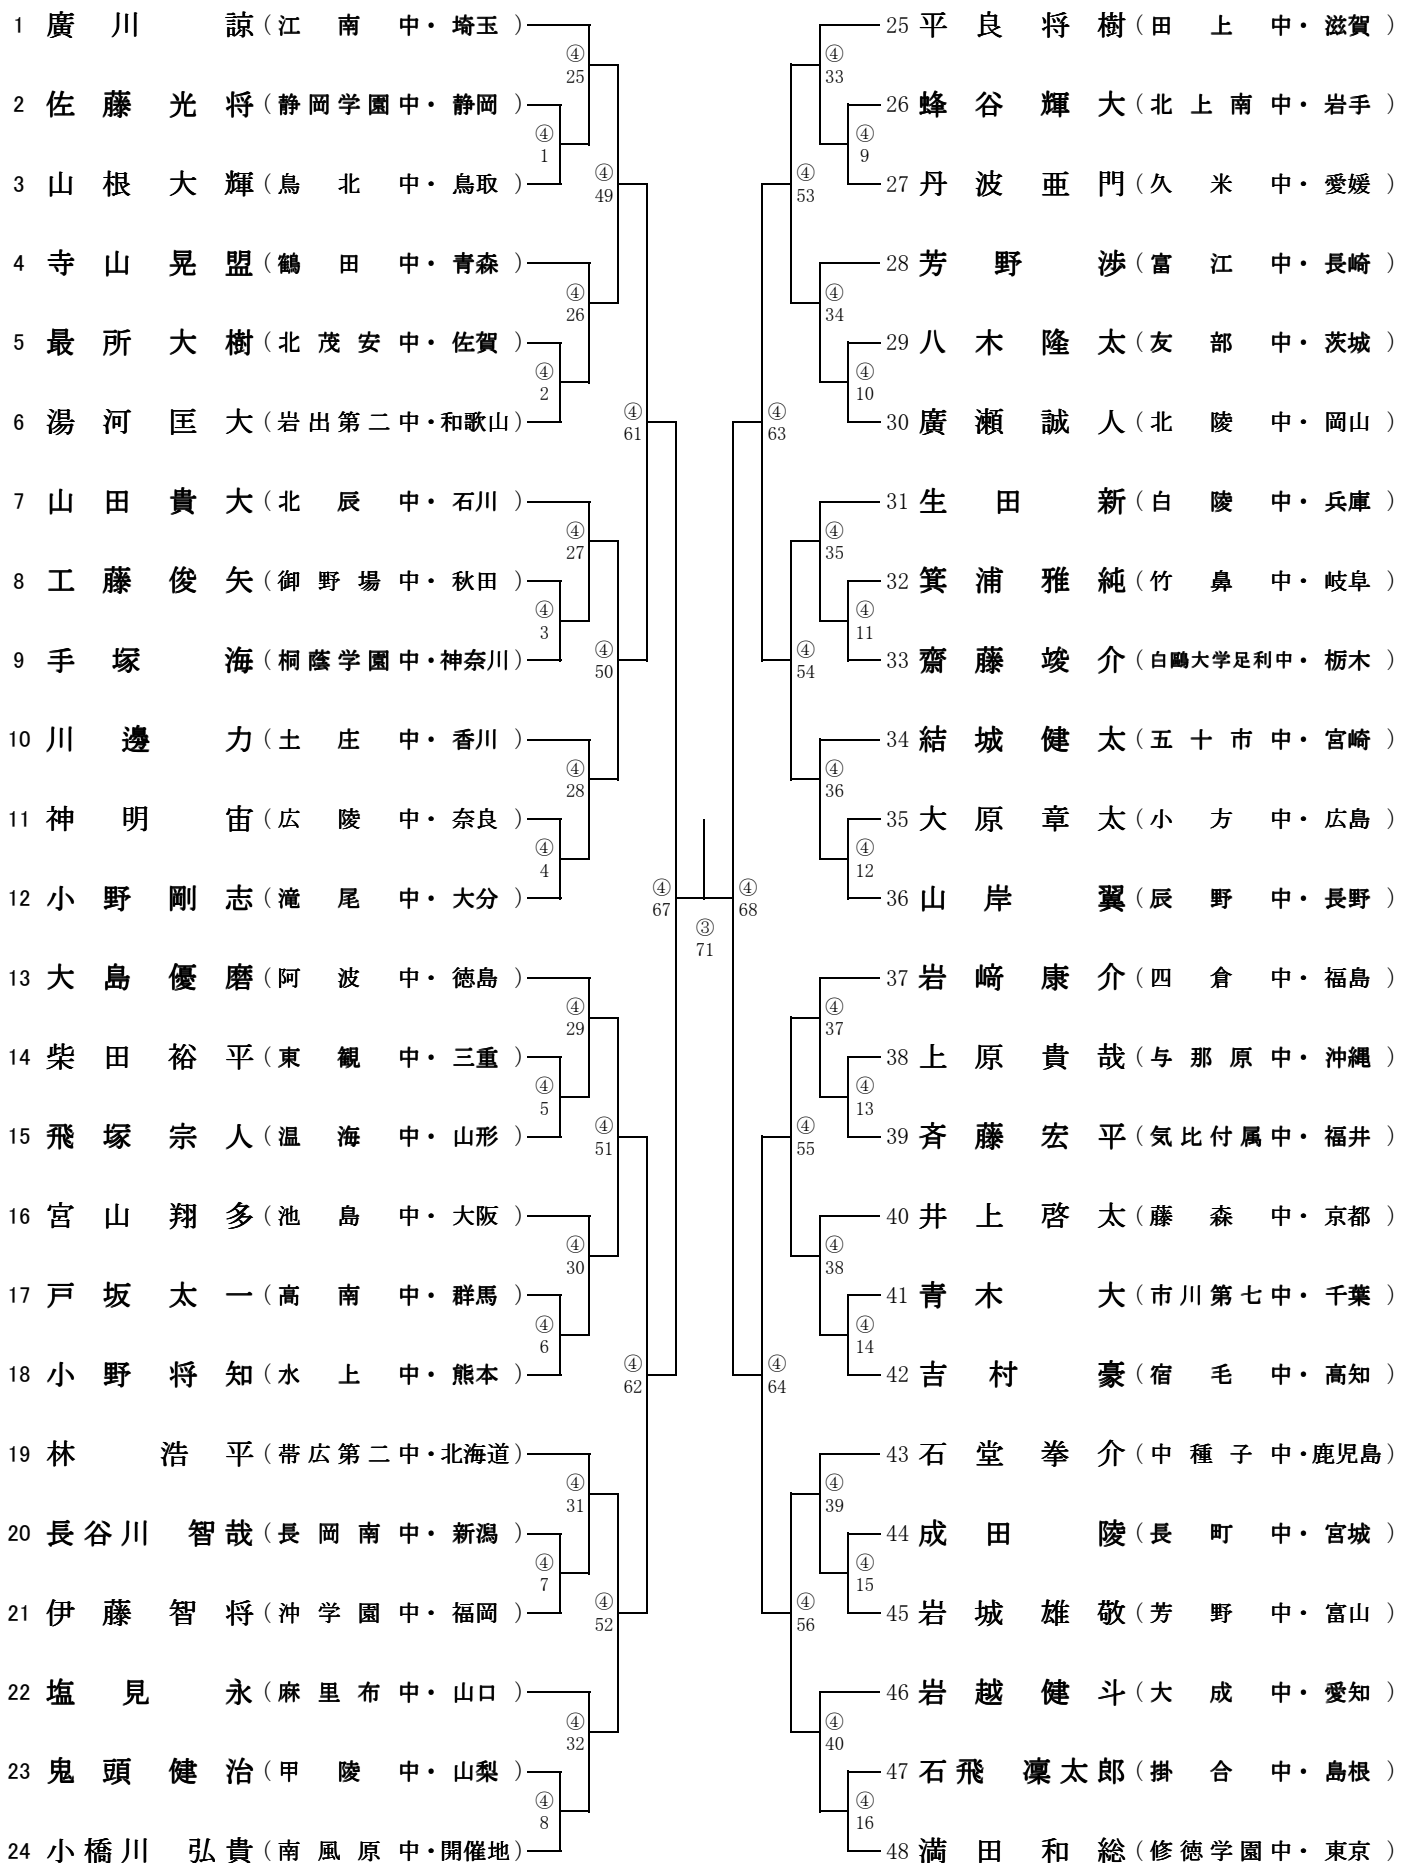 1 廣川 諒 (江南中・埼玉)
2 佐藤光将 (静岡学園中・静岡)
3 山根大輝 (鳥北中・鳥取)
4 寺山晃盟 (鶴田中・青森)
5 最所大樹 (北茂安中・佐賀)
6 湯河匡大 (岩出第二中・和歌山)
7 山田貴大 (北辰中・石川)
8 工藤俊矢 (御野場中・秋田)
9 手塚 海 (桐蔭学園中・神奈川)
10 川邊 力 (土庄中・香川)
11 神明 宙 (広陵中・奈良)
12 小野剛志 (滝尾中・大分)
13 大島優磨 (阿波中・徳島)
14 柴田裕平 (東観中・三重)
15 飛塚宗人 (温海中・山形)
16 宮山翔多 (池島中・大阪)
17 戸坂太一 (高南中・群馬)
18 小野将知 (水上中・熊本)
19 林 浩平 (帯広第二中・北海道)
20 長谷川智哉 (長岡南中・新潟)
21 伊藤智将 (沖学園中・福岡)
22 塩見 永 (麻里布中・山口)
23 鬼頭健治 (甲陵中・山梨)
24 小橋川弘貴 (南風原中・開催地)
④ 25
④ 1
④ 49
④ 26
④ 2
④ 61
④ 27
④ 3
④ 50
④ 28
④ 4
④ 67
④ 29
④ 5
④ 51
④ 30
④ 6
④ 62
④ 31
④ 7
④ 52
④ 32
④ 8
③ 71
④ 33
④ 9
④ 53
④ 34
④ 10
④ 63
④ 35
④ 11
④ 54
④ 36
④ 12
④ 68
④ 37
④ 13
④ 55
④ 38
④ 14
④ 64
④ 39
④ 15
④ 56
④ 40
④ 16
25 平良将樹 (田上中・滋賀)
26 蜂谷輝大 (北上南中・岩手)
27 丹波亜門 (久米中・愛媛)
28 芳野 渉 (富江中・長崎)
29 八木隆太 (友部中・茨城)
30 廣瀬誠人 (北陵中・岡山)
31 生田 新 (白陵中・兵庫)
32 箕浦雅純 (竹鼻中・岐阜)
33 齋藤竣介 (白鷗大学足利中・栃木)
34 結城健太 (五十市中・宮崎)
35 大原章太 (小方中・広島)
36 山岸 翼 (辰野中・長野)
37 岩﨑康介 (四倉中・福島)
38 上原貴哉 (与那原中・沖縄)
39 斉藤宏平 (気比付属中・福井)
40 井上啓太 (藤森中・京都)
41 青木 大 (市川第七中・千葉)
42 吉村 豪 (宿毛中・高知)
43 石堂拳介 (中種子中・鹿児島)
44 成田 陵 (長町中・宮城)
45 岩城雄敬 (芳野中・富山)
46 岩越健斗 (大成中・愛知)
47 石飛凜太郎 (掛合中・島根)
48 満田和総 (修徳学園中・東京)